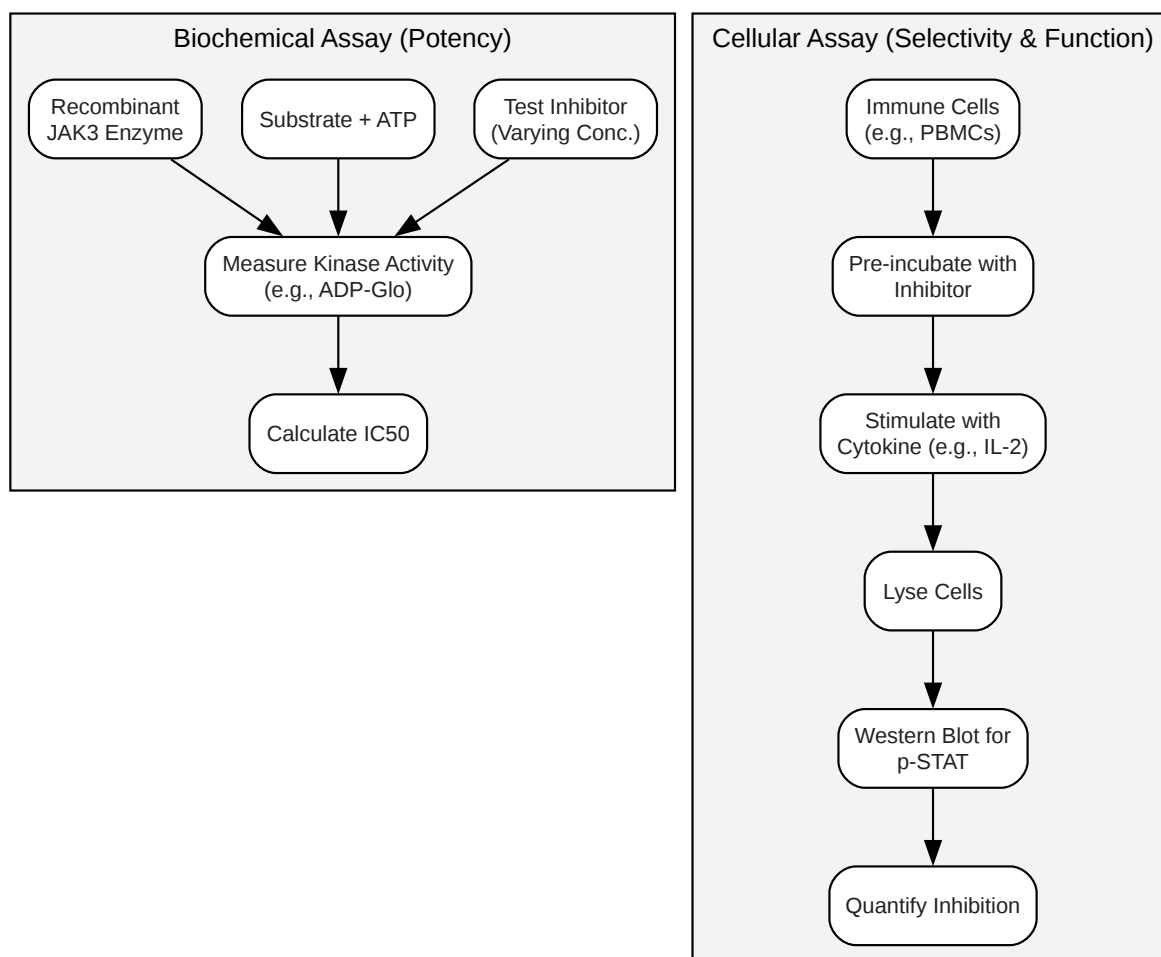 Biochemical Assay (Potency)
Recombinant
JAK3 Enzyme
Substrate + ATP
Test Inhibitor
(Varying Conc.)
Measure Kinase Activity
(e.g., ADP-Glo)
Calculate IC50
Cellular Assay (Selectivity & Function)
Immune Cells
(e.g., PBMCs)
Pre-incubate with
Inhibitor
Stimulate with
Cytokine (e.g., IL-2)
Lyse Cells
Western Blot for
p-STAT
Quantify Inhibition